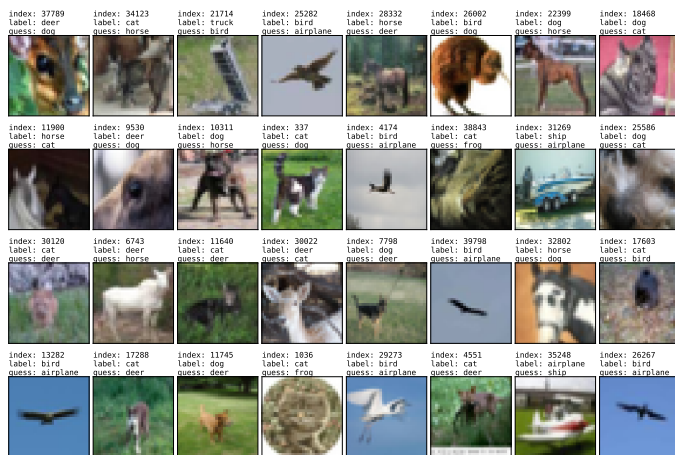 index: 37789
label: deer
guess: dog
index: 34123
label: cat
guess: horse
index: 21714
label: truck
guess: bird
index: 25282
label: bird
guess: airplane
index: 28332
label: horse
guess: deer
index: 26002
label: bird
guess: dog
index: 22399
label: dog
guess: horse
index: 18468
label: dog
guess: cat
index: 11900
label: horse
guess: cat
index: 9530
label: deer
guess: dog
index: 10311
label: dog
guess: horse
index: 337
label: cat
guess: dog
index: 4174
label: bird
guess: airplane
index: 38843
label: cat
guess: frog
index: 31269
label: ship
guess: airplane
index: 25586
label: dog
guess: cat
index: 30120
label: cat
guess: deer
index: 6743
label: deer
guess: horse
index: 11640
label: cat
guess: deer
index: 30022
label: deer
guess: cat
index: 7798
label: dog
guess: deer
index: 39798
label: bird
guess: airplane
index: 32802
label: horse
guess: dog
index: 17603
label: cat
guess: bird
index: 13282
label: bird
guess: airplane
index: 17288
label: cat
guess: deer
index: 11745
label: dog
guess: deer
index: 1036
label: cat
guess: frog
index: 29273
label: bird
guess: airplane
index: 4551
label: cat
guess: deer
index: 35248
label: airplane
guess: ship
index: 26267
label: bird
guess: airplane